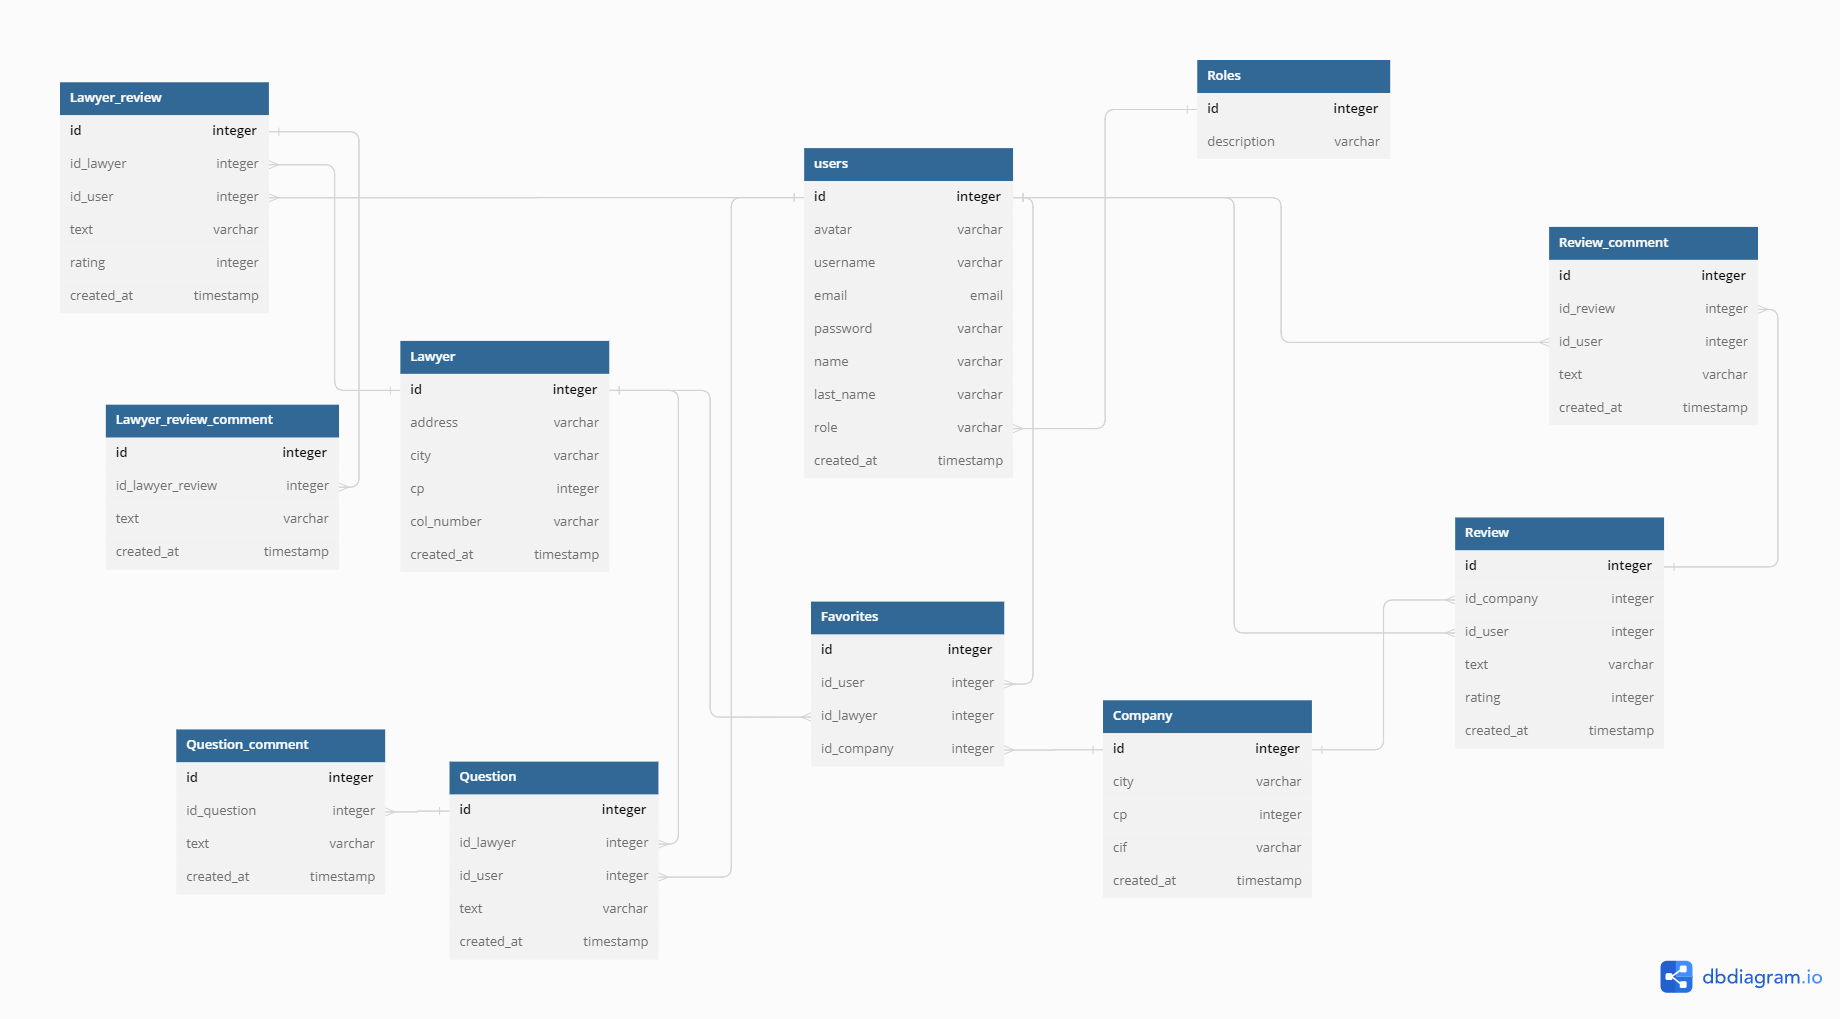 Lawyer_review
id integer
id_lawyer integer
id_user integer
text varchar
rating integer
created_at timestamp
Roles
id integer
description varchar
users
id integer
avatar varchar
username varchar
email email
password varchar
name varchar
last_name varchar
role varchar
created_at timestamp
Review_comment
id integer
id_review integer
id_user integer
text varchar
created_at timestamp
Lawyer
id integer
address varchar
city varchar
cp integer
col_number varchar
created_at timestamp
Lawyer_review_comment
id integer
id_lawyer_review integer
text varchar
created_at timestamp
Review
id integer
id_company integer
id_user integer
text varchar
rating integer
created_at timestamp
Favorites
id integer
id_user integer
id_lawyer integer
id_company integer
Company
id integer
city varchar
cp integer
cif varchar
created_at timestamp
Question_comment
id integer
id_question integer
text varchar
created_at timestamp
Question
id integer
id_lawyer integer
id_user integer
text varchar
created_at timestamp
dbdiagram.io